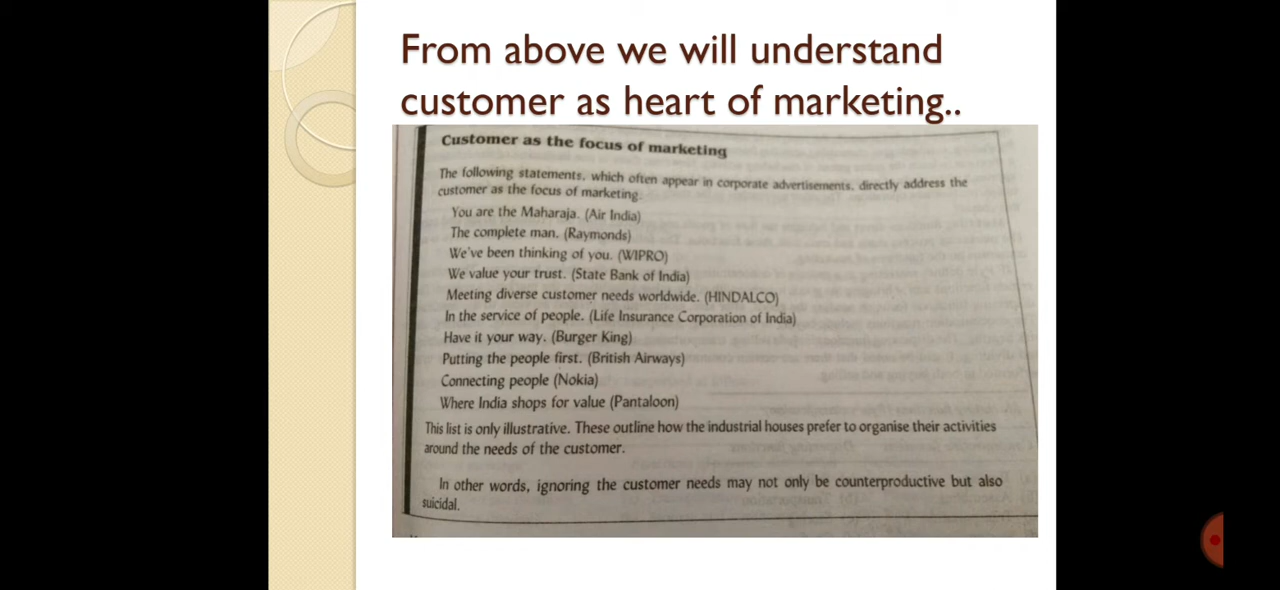 From above we will understand
customer as heart of marketing..
Customer as the focus of marketing
The following statements, which often appear in corporate advertisements, directly address the
customer as the focus of marketing.
You are the Maharaja. (Air India)
The complete man. (Raymonds)
We've been thinking of you. (WIPRO)
We value your trust. (State Bank of India)
Meeting diverse customer needs worldwide. (HINDALCO)
In the service of people. (Life Insurance Corporation of India)
Have it your way. (Burger King)
Putting the people first. (British Airways)
Connecting people (Nokia)
Where India shops for value (Pantaloon)
This list is only illustrative. These outline how the industrial houses prefer to organise their activities
around the needs of the customer.
In other words, ignoring the customer needs may not only be counterproductive but also
suicidal.